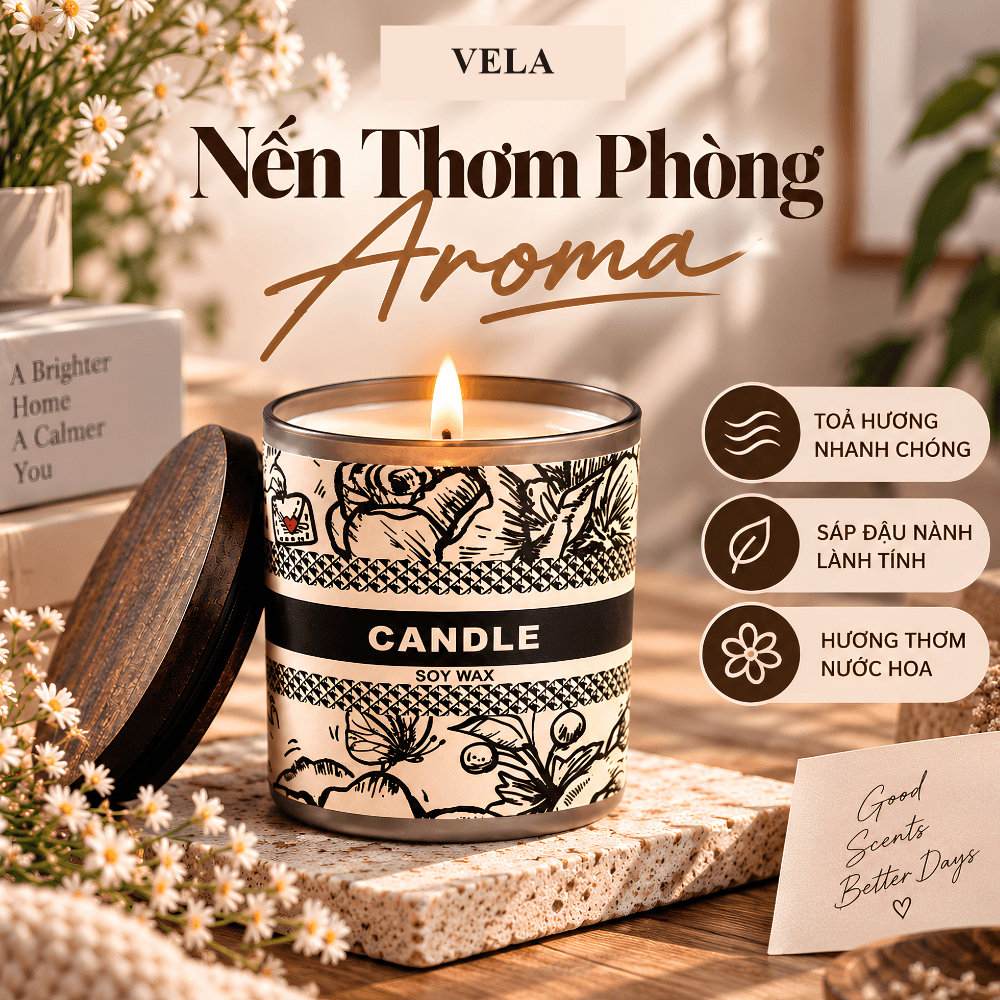 VELA
Nến Thơm Phòng
Aroma
A Brighter
Home
A Calmer
You
TOẢ HƯƠNG
NHANH CHÓNG
SÁP ĐẬU NÀNH
LÀNH TÍNH
HƯƠNG THƠM
NƯỚC HOA
CANDLE
SOY WAX
Good
Scents
Better Days